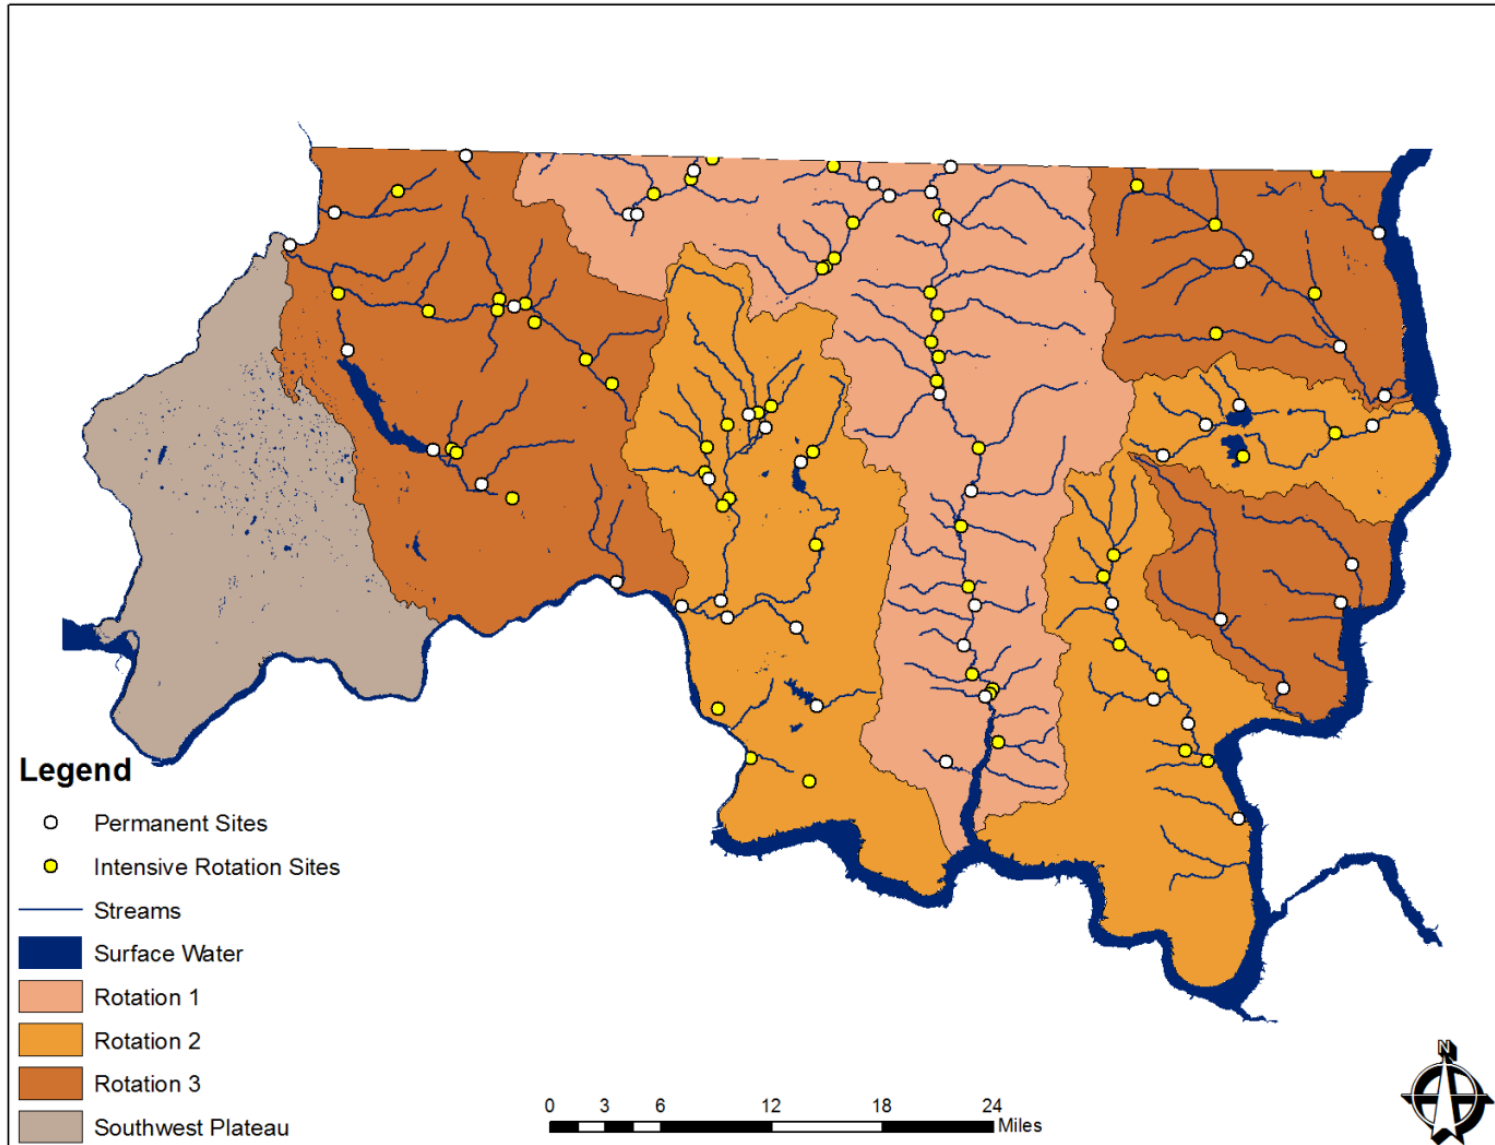 N
Legend
Permanent Sites
Intensive Rotation Sites
Streams
Surface Water
Rotation 1
Rotation 2
Rotation 3
Southwest Plateau
0 3 6 12 18 24
Miles